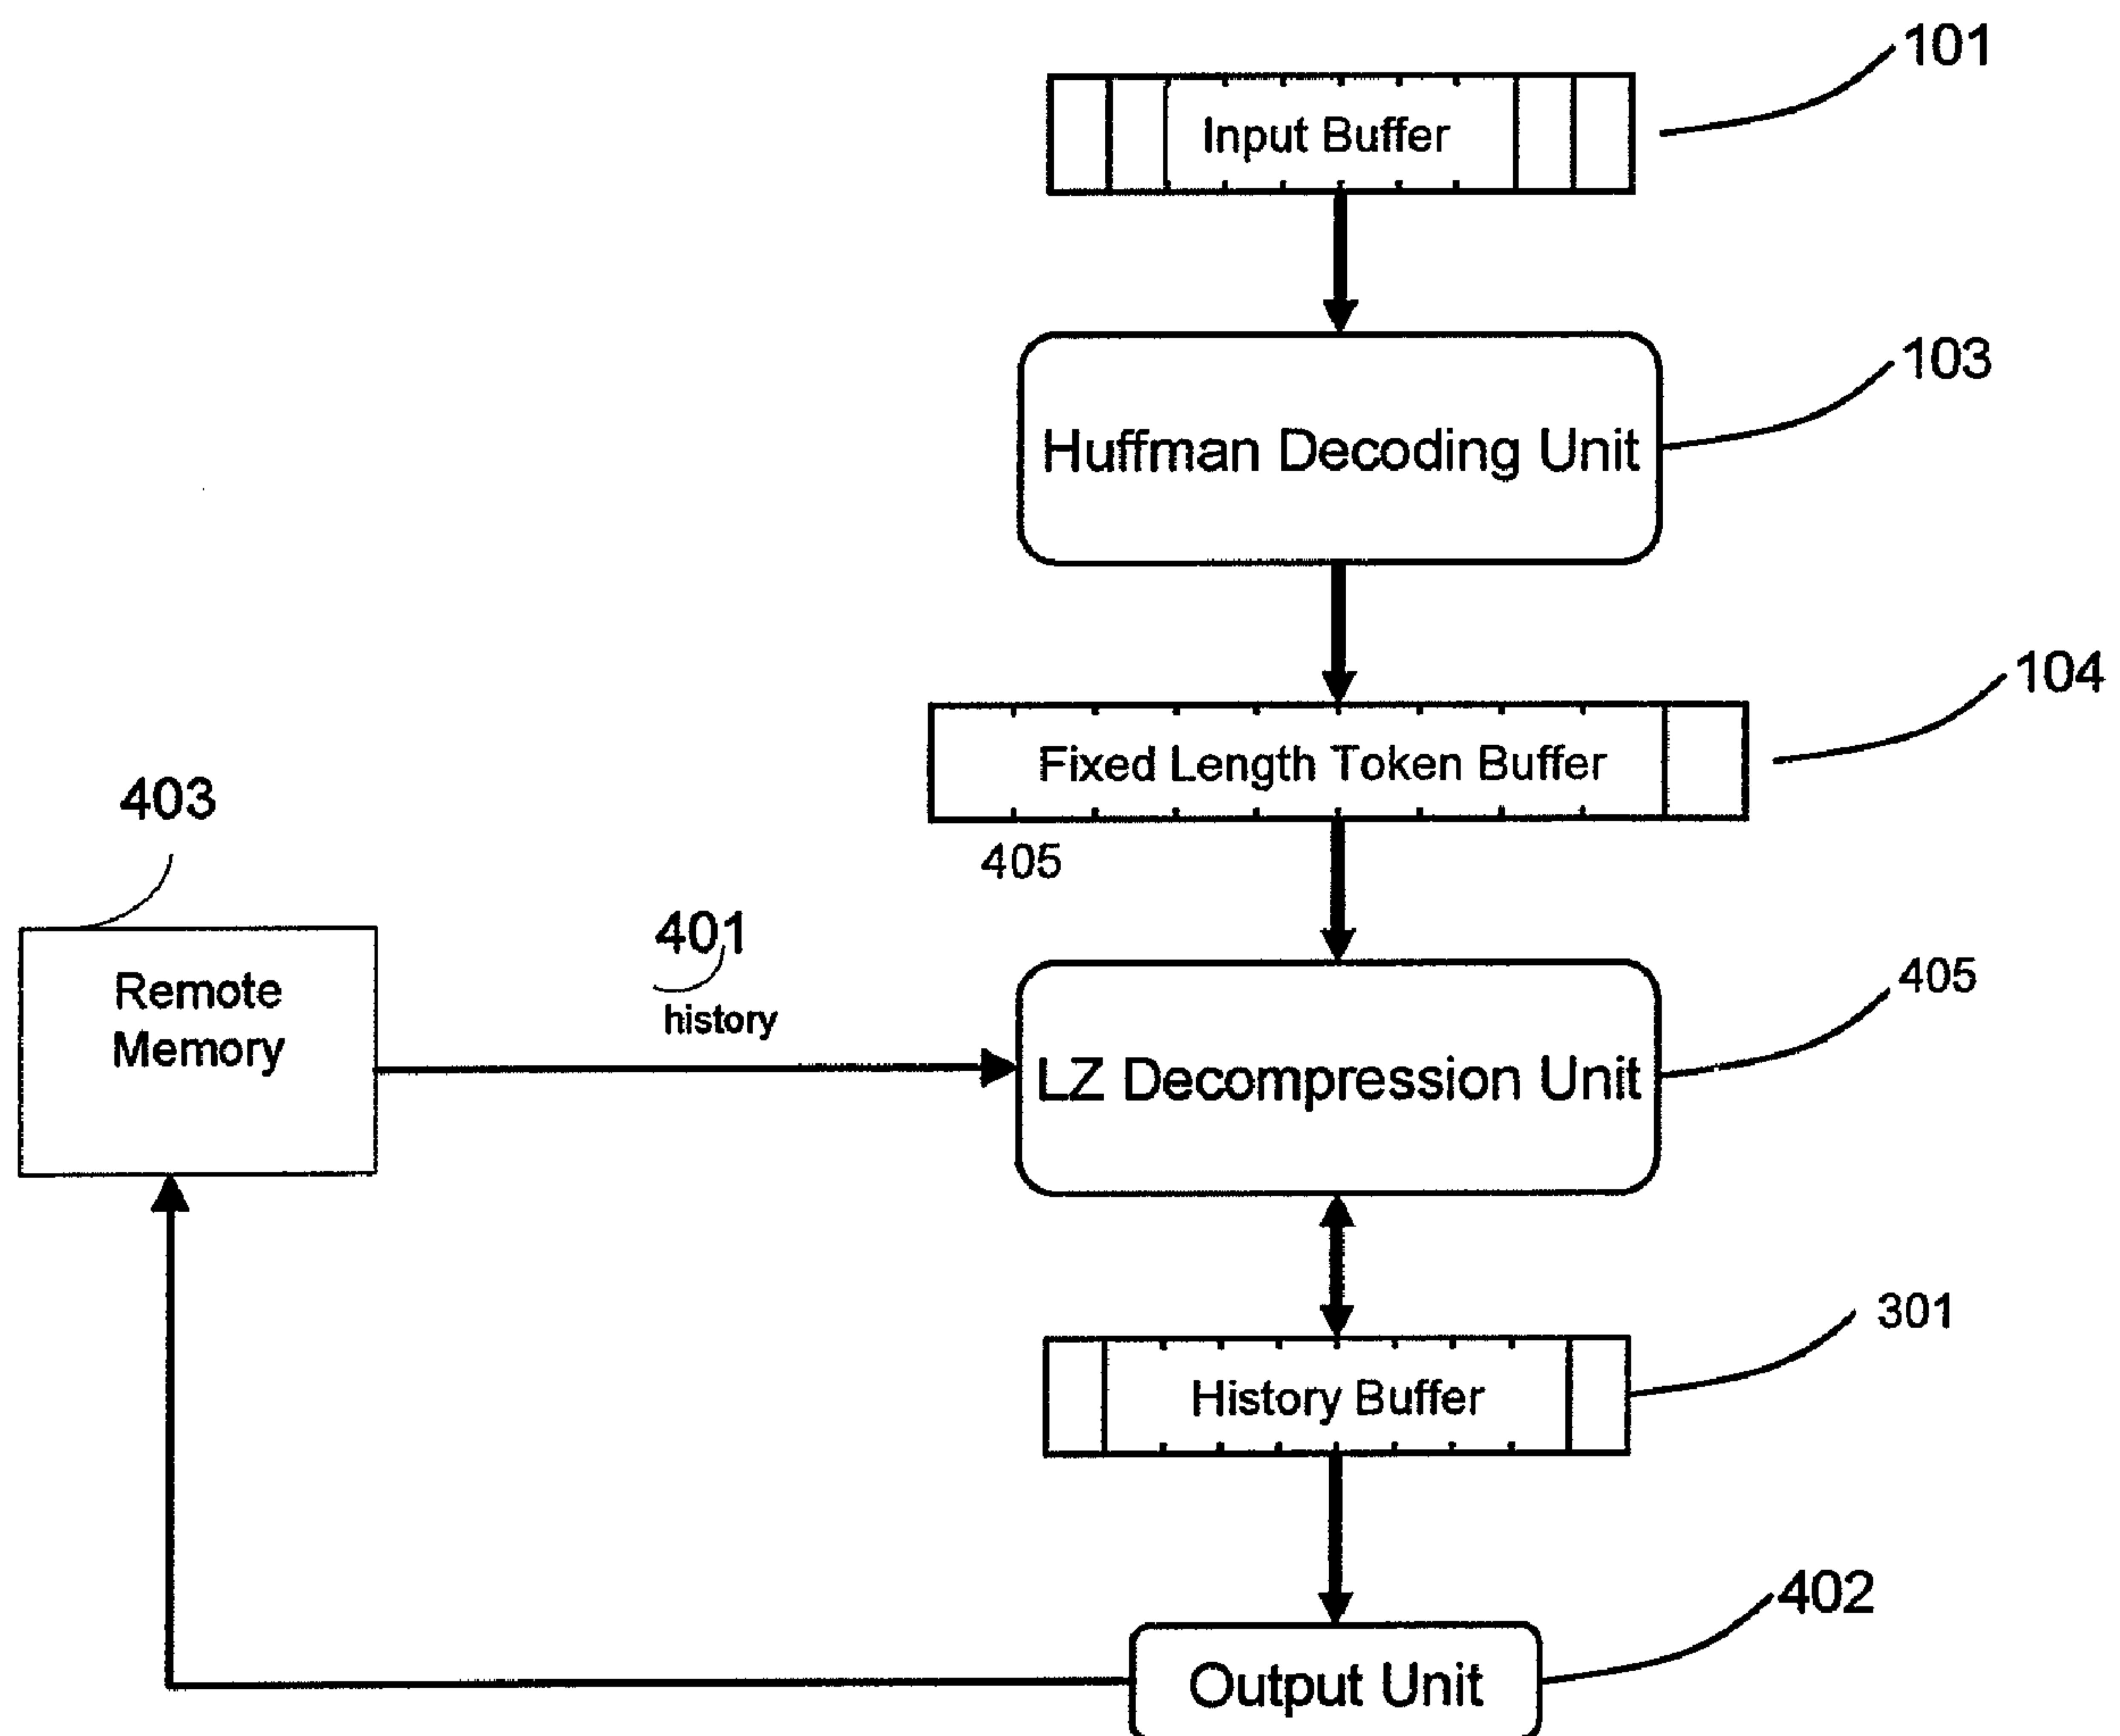 101
Input Buffer
103
Huffman Decoding Unit
104
Fixed Length Token Buffer
403
405
401
history
Remote
Memory
405
LZ Decompression Unit
301
History Buffer
402
Output Unit